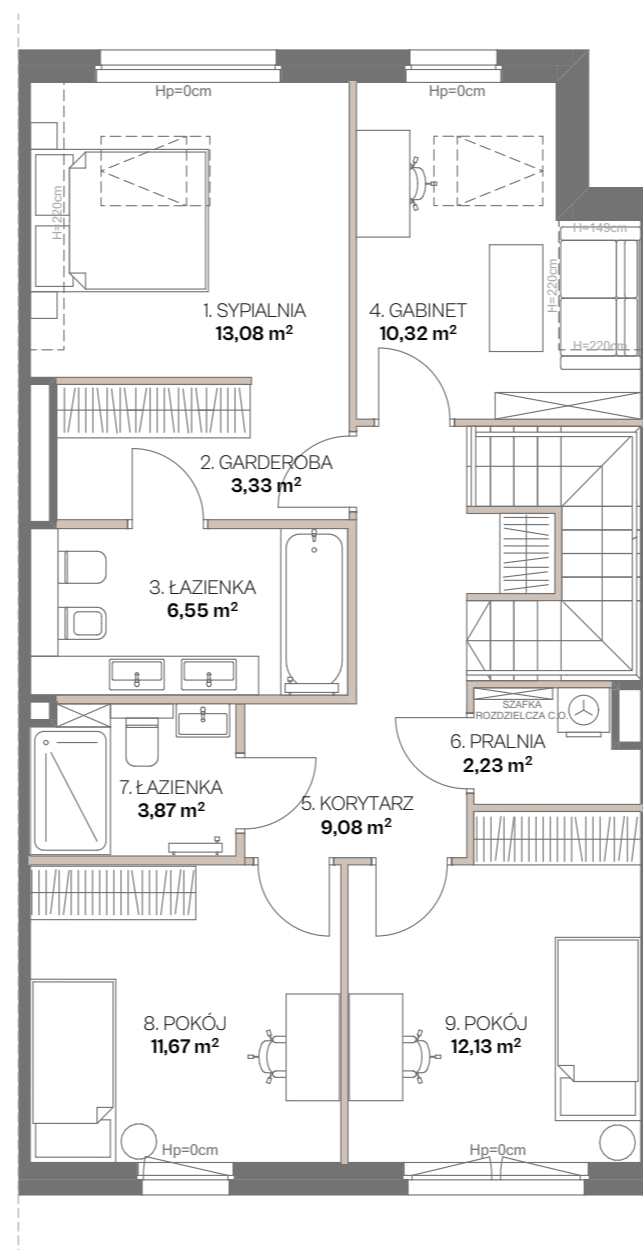 Hp=0cm
Hp=0cm
H=220cm
H=149cm
H=220cm
H=220cm
1. SYPIALNIA
13,08 m²
4. GABINET
10,32 m²
2. GARDEROBA
3,33 m²
3. ŁAZIENKA
6,55 m²
SZAFKA
ROZDZIELCZA C.O.
6. PRALNIA
2,23 m²
7. ŁAZIENKA
3,87 m²
5. KORYTARZ
9,08 m²
8. POKÓJ
11,67 m²
9. POKÓJ
12,13 m²
Hp=0cm
Hp=0cm